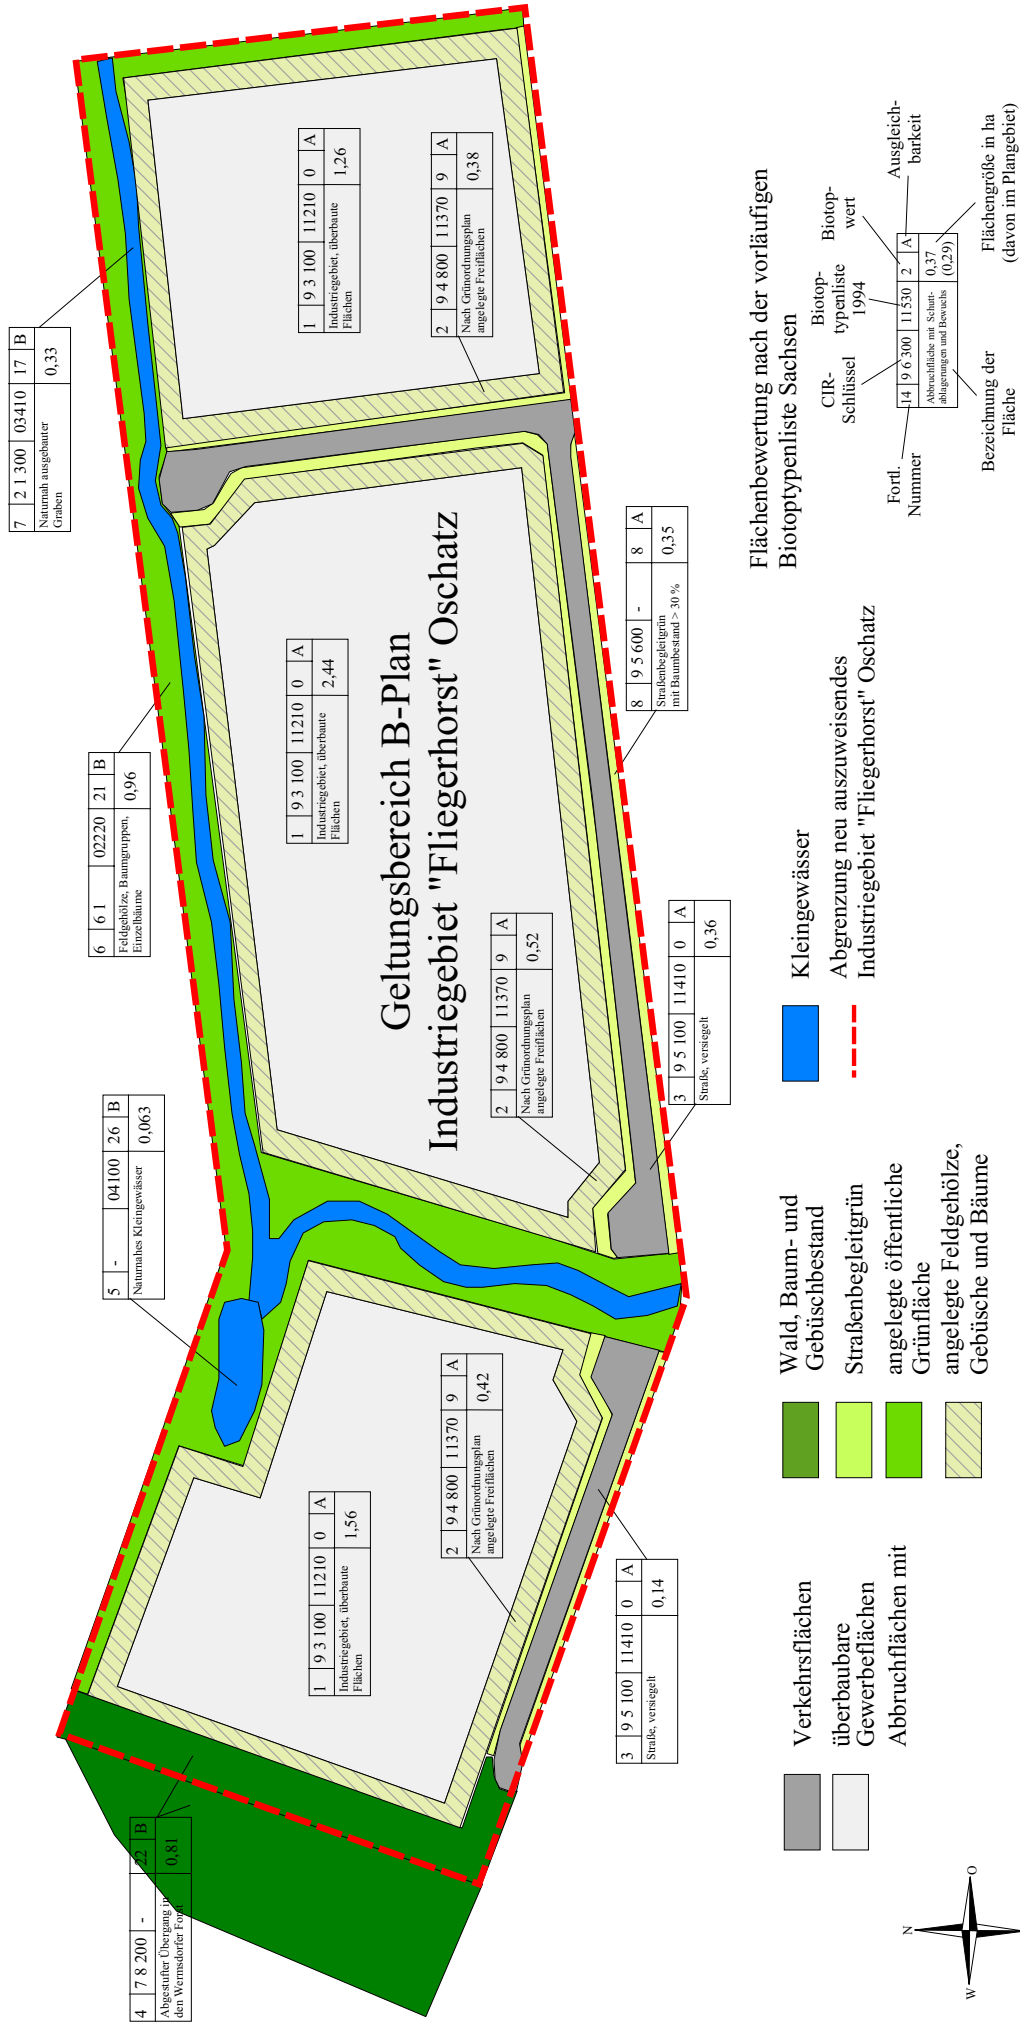 7 2 1 300 03410 17 B
Naturnah ausgebauter
Graben
0,33
6 6 1 02220 21 B
Feldgehölze, Baumgruppen,
Einzelbäume
0,96
5 - 04100 26 B
Naturnahes Kleingewässer
0,063
4 7 8 200 - 22 B
Abgestufter Übergang in
den Wermsdorfer Forst
0,81
1 9 3 100 11210 0 A
Industriegebiet, überbaute
Flächen
1,56
2 9 4 800 11370 9 A
Nach Grünordnungsplan
angelegte Freiflächen
0,42
3 9 5 100 11410 0 A
Straße, versiegelt
0,14
1 9 3 100 11210 0 A
Industriegebiet, überbaute
Flächen
2,44
Geltungsbereich B-Plan
Industriegebiet "Fliegerhorst" Oschatz
2 9 4 800 11370 9 A
Nach Grünordnungsplan
angelegte Freiflächen
0,52
3 9 5 100 11410 0 A
Straße, versiegelt
0,36
1 9 3 100 11210 0 A
Industriegebiet, überbaute
Flächen
1,26
2 9 4 800 11370 9 A
Nach Grünordnungsplan
angelegte Freiflächen
0,38
8 9 5 600 - 8 A
Straßenbegleitgrün
mit Baumbestand > 30 %
0,35
N
W
O
Verkehrsflächen
überbaubare
Gewerbeflächen
Abbruchflächen mit
Wald, Baum- und
Gebüschbestand
Straßenbegleitgrün
angelegte öffentliche
Grünfläche
angelegte Feldgehölze,
Gebüsche und Bäume
Kleingewässer
Abgrenzung neu auszuweisendes
Industriegebiet "Fliegerhorst" Oschatz
Flächenbewertung nach der vorläufigen
Biotoptypenliste Sachsen
Fortl.
Nummer
CIR-
Schlüssel
Biotop-
typenliste
1994
Biotop-
wert
Ausgleich-
barkeit
14 9 6 300 11530 2 A
Abbruchfläche mit Schutt-
ablagerungen und Bewuchs
0,37
(0,29)
Bezeichnung der
Fläche
Flächengröße in ha
(davon im Plangebiet)